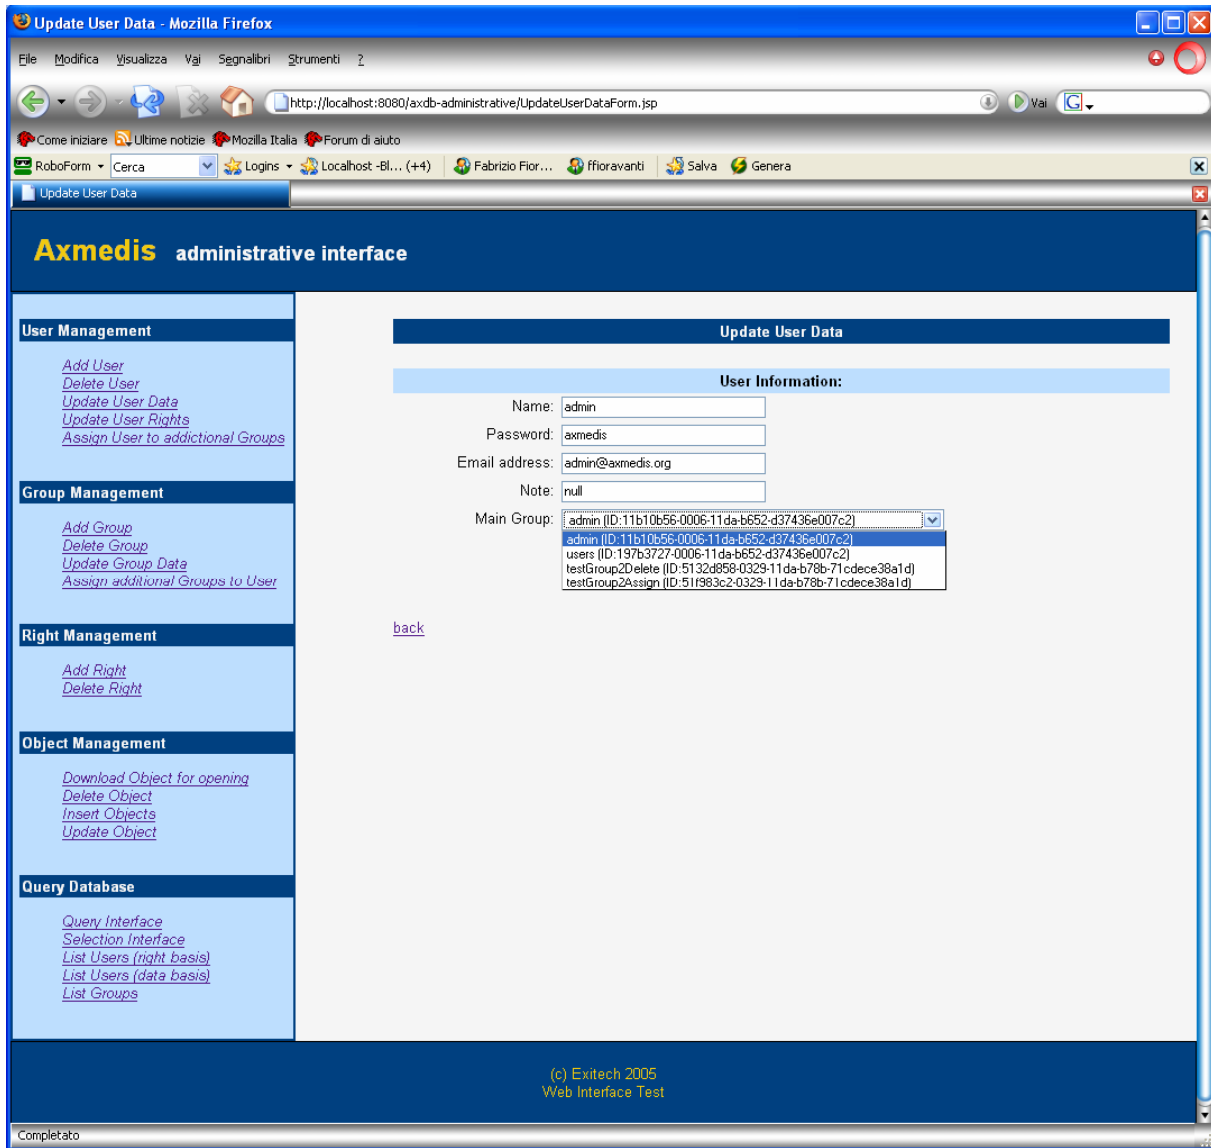 Update User Data - Mozilla Firefox
File Modifica Visualizza Vai Segnalibri Strumenti ?
http://localhost:8080/axdb-administrative/UpdateUserDataForm.jsp Vai G
Come iniziare Ultime notizie Mozilla Italia Forum di aiuto
RoboForm Cerca Logins Localhost -Bl... (+4) Fabrizio Fior... ffioravanti Salva Genera
Update User Data
Axmedis administrative interface
User Management
Add User
Delete User
Update User Data
Update User Rights
Assign User to addictional Groups
Group Management
Add Group
Delete Group
Update Group Data
Assign additional Groups to User
Right Management
Add Right
Delete Right
Object Management
Download Object for opening
Delete Object
Insert Objects
Update Object
Query Database
Query Interface
Selection Interface
List Users (right basis)
List Users (data basis)
List Groups
Update User Data
User Information:
Name: admin
Password: axmedis
Email address: admin@axmedis.org
Note: null
Main Group: admin (ID:11b10b56-0006-11da-b652-d37436e007c2)
admin (ID:11b10b56-0006-11da-b652-d37436e007c2)
users (ID:197b3727-0006-11da-b652-d37436e007c2)
testGroup2Delete (ID:5132d858-0329-11da-b78b-71cdece38a1d)
testGroup2Assign (ID:51f983c2-0329-11da-b78b-71cdece38a1d)
back
(c) Exitech 2005
Web Interface Test
Completato